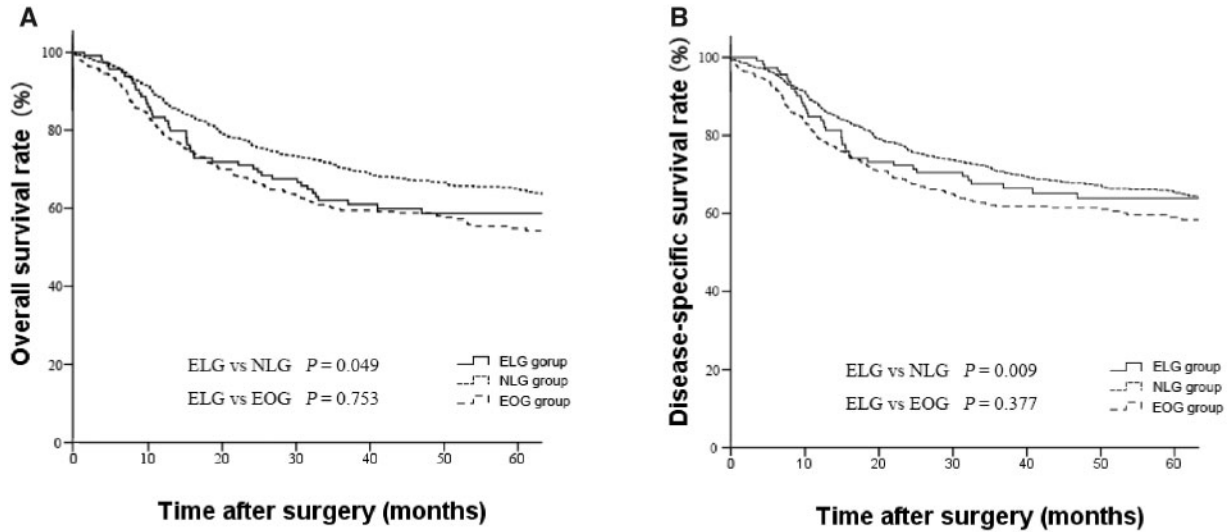 A
Overall survival rate (%)
100
80
60
40
20
0
0 10 20 30 40 50 60
ELG vs NLG P = 0.049
ELG vs EOG P = 0.753
ELG gorup
NLG group
EOG group
Time after surgery (months)
B
Disease-specific survival rate (%)
100
80
60
40
20
0
0 10 20 30 40 50 60
ELG vs NLG P = 0.009
ELG vs EOG P = 0.377
ELG group
NLG group
EOG group
Time after surgery (months)